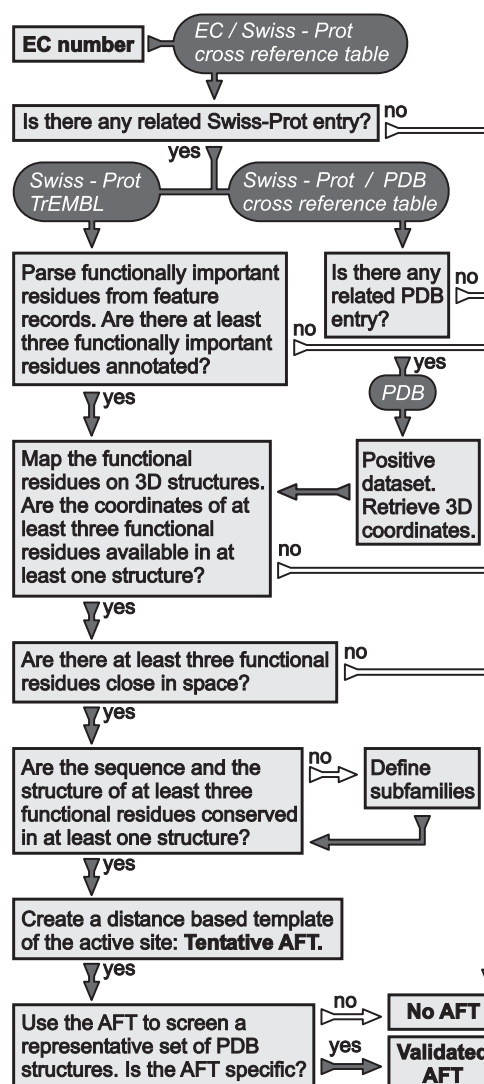 EC number
EC / Swiss - Prot
cross reference table
Is there any related Swiss-Prot entry?
no
yes
Swiss - Prot
TrEMBL
Swiss - Prot / PDB
cross reference table
Parse functionally important
residues from feature
records. Are there at least
three functionally important
residues annotated?
no
yes
Is there any
related PDB
entry?
no
yes
PDB
Positive
dataset.
Retrieve 3D
coordinates.
Map the functional
residues on 3D structures.
Are the coordinates of at
least three functional
residues available in at
least one structure?
no
yes
Are there at least three functional
residues close in space?
no
yes
Are the sequence and the
structure of at least three
functional residues conserved
in at least one structure?
no
Define
subfamilies
yes
Create a distance based template
of the active site: Tentative AFT.
yes
Use the AFT to screen a
representative set of PDB
structures. Is the AFT specific?
no
No AFT
yes
Validated
AFT